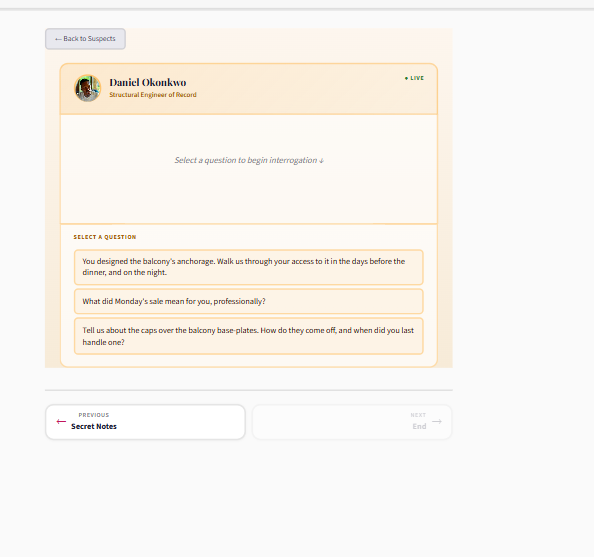 ← Back to Suspects
Daniel Okonkwo
Structural Engineer of Record
● LIVE
Select a question to begin interrogation ↓
SELECT A QUESTION
You designed the balcony's anchorage. Walk us through your access to it in the days before the
dinner, and on the night.
What did Monday's sale mean for you, professionally?
Tell us about the caps over the balcony base-plates. How do they come off, and when did you last
handle one?
PREVIOUS
← Secret Notes
NEXT
End →